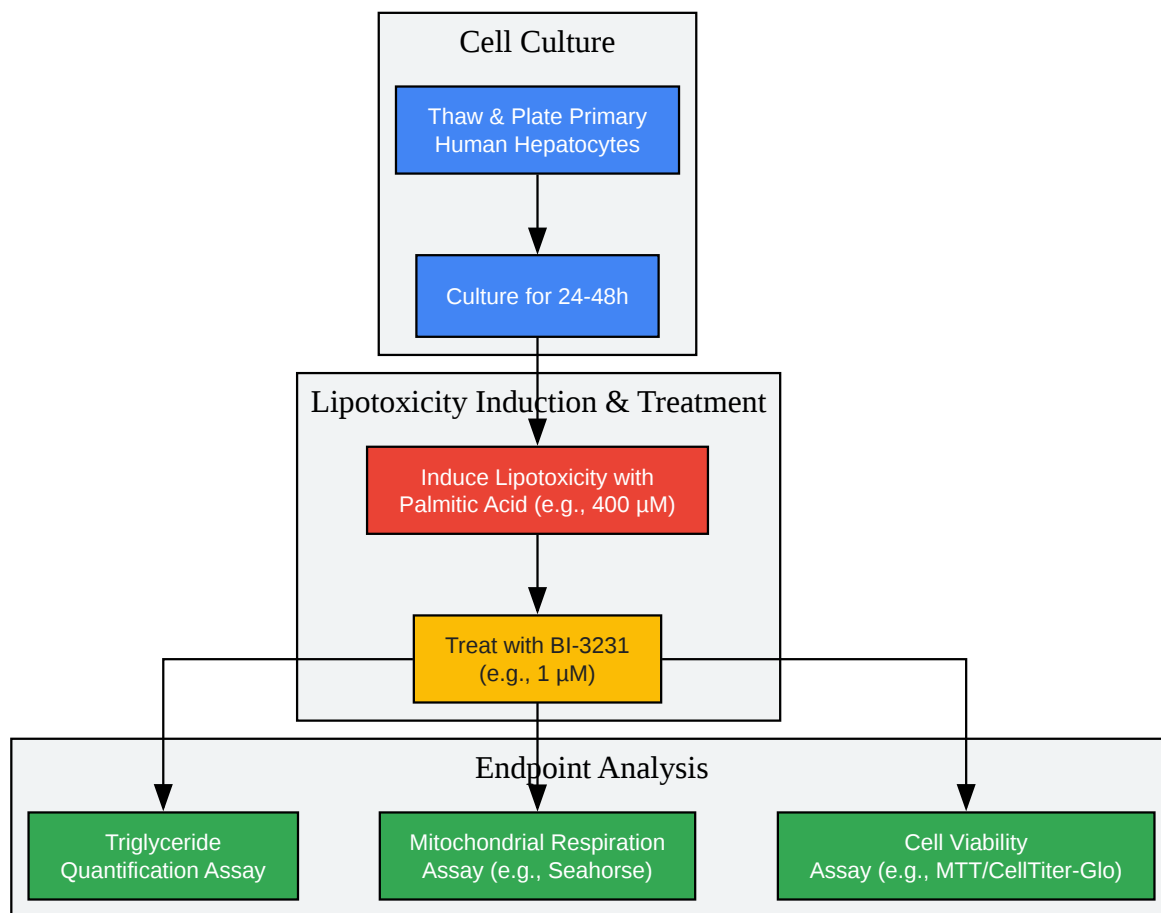 Cell Culture
Thaw & Plate Primary
Human Hepatocytes
Culture for 24-48h
Lipotoxicity Induction & Treatment
Induce Lipotoxicity with
Palmitic Acid (e.g., 400 µM)
Treat with BI-3231
(e.g., 1 µM)
Endpoint Analysis
Triglyceride
Quantification Assay
Mitochondrial Respiration
Assay (e.g., Seahorse)
Cell Viability
Assay (e.g., MTT/CellTiter-Glo)